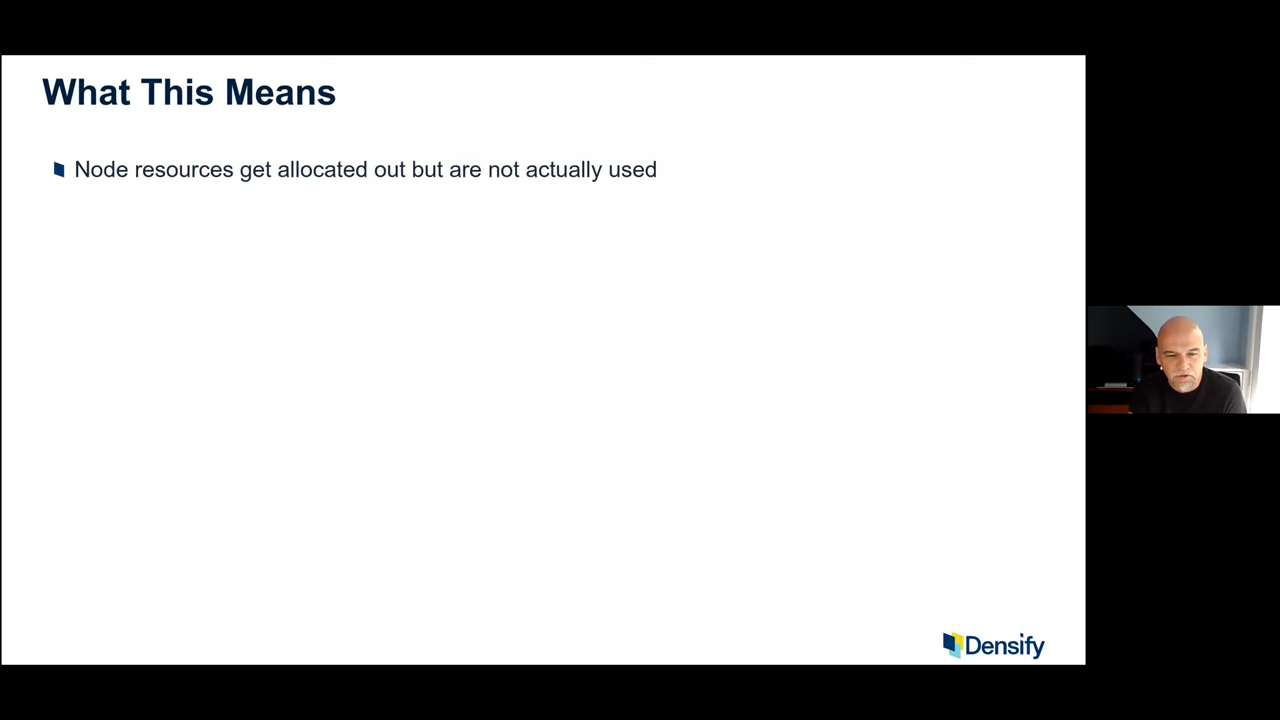 What This Means
Node resources get allocated out but are not actually used
Densify